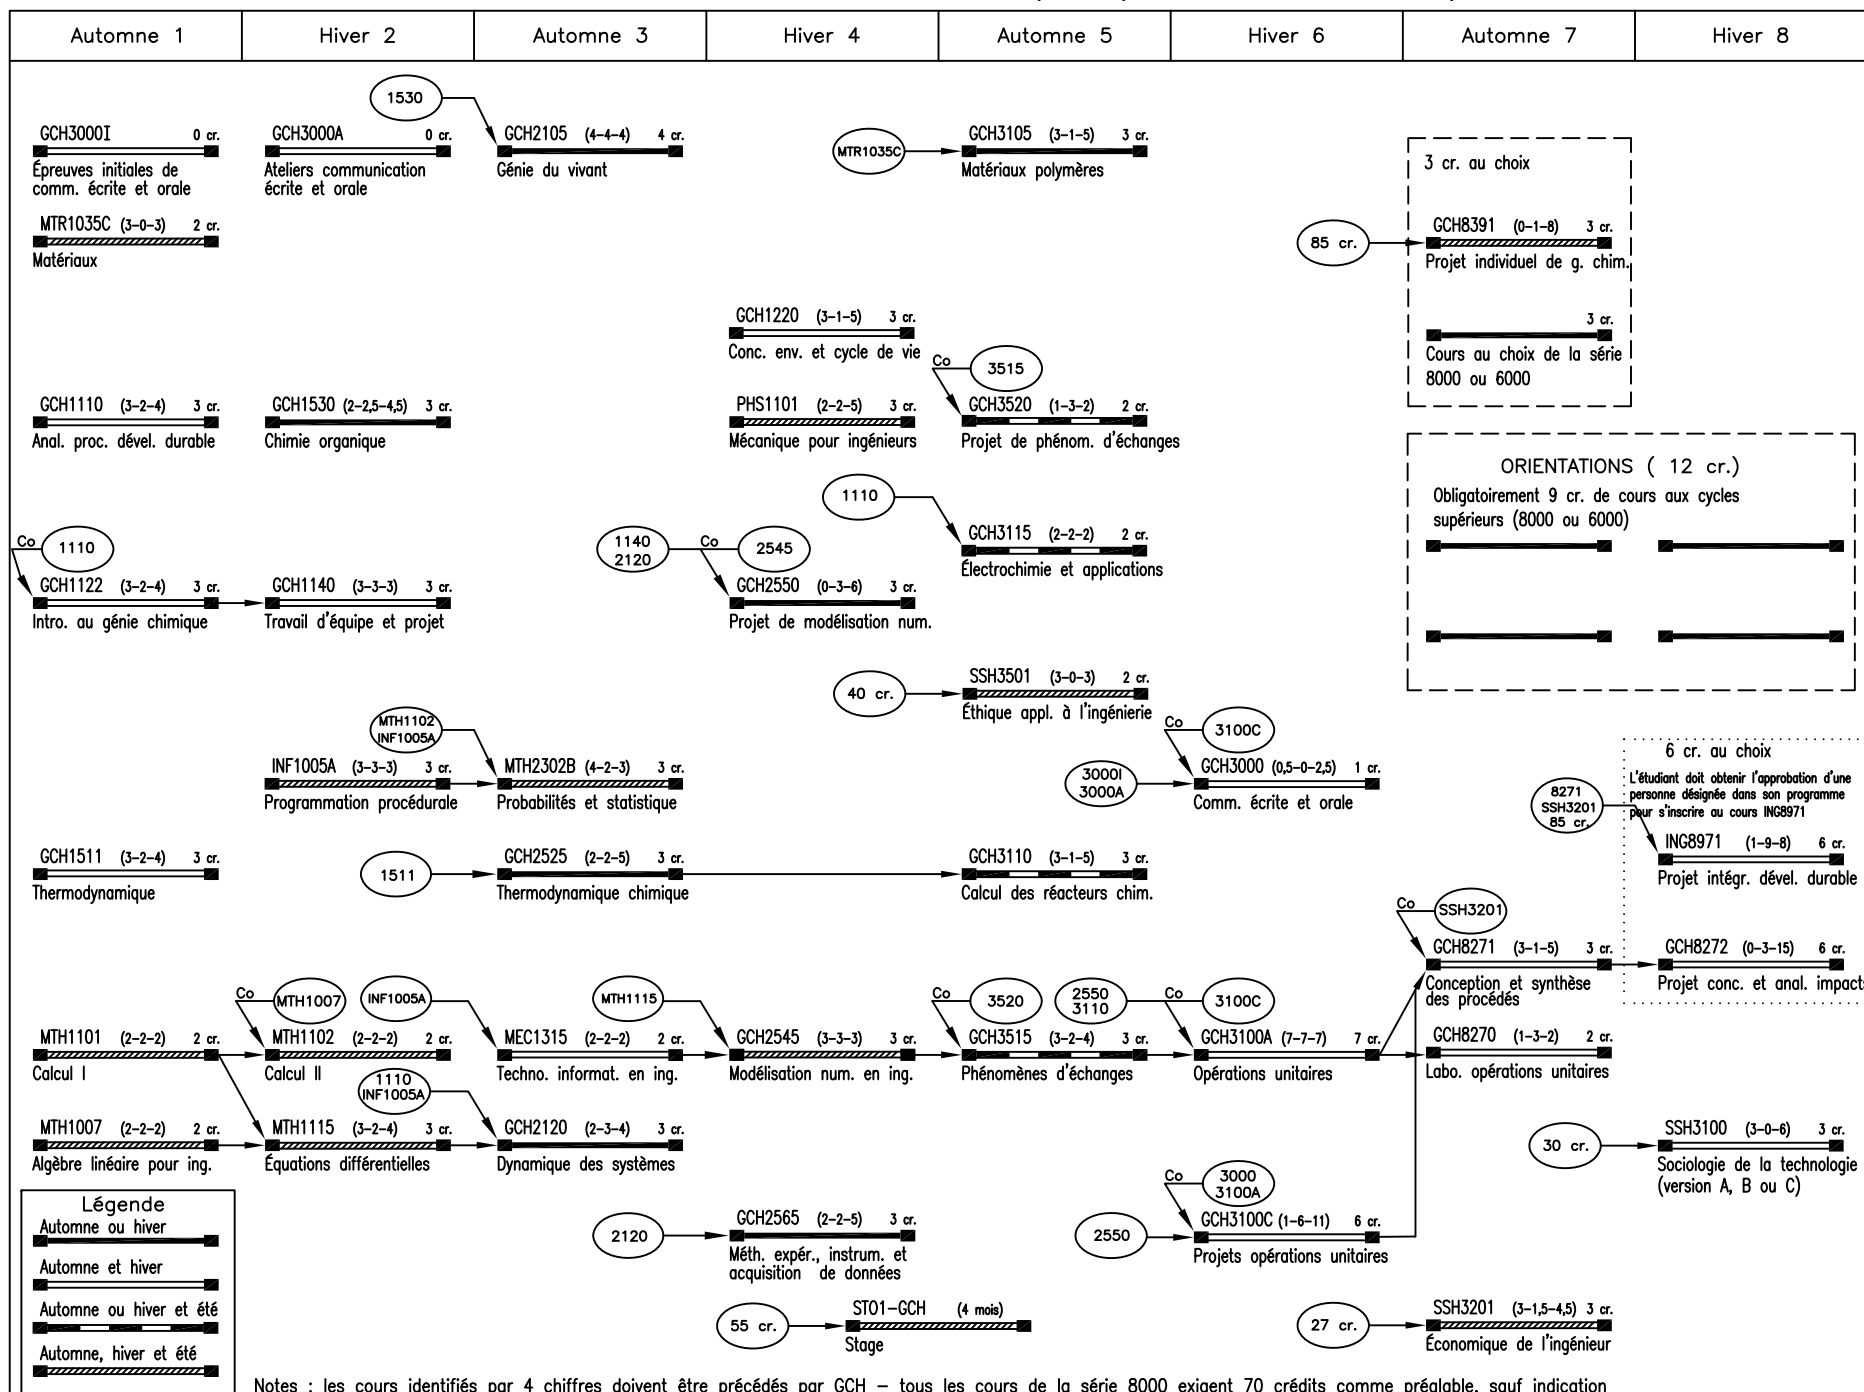 Automne 1
Hiver 2
Automne 3
Hiver 4
Automne 5
Hiver 6
Automne 7
Hiver 8
GCH3000I 0 cr.
Épreuves initiales de
comm. écrite et orale
MTR1035C (3-0-3) 2 cr.
Matériaux
GCH1110 (3-2-4) 3 cr.
Anal. proc. dével. durable
Co
1110
GCH1122 (3-2-4) 3 cr.
Intro. au génie chimique
GCH1511 (3-2-4) 3 cr.
Thermodynamique
MTH1101 (2-2-2) 2 cr.
Calcul I
MTH1007 (2-2-2) 2 cr.
Algèbre linéaire pour ing.
Légende
Automne ou hiver
Automne et hiver
Automne ou hiver et été
Automne, hiver et été
GCH3000A 0 cr.
Ateliers communication
écrite et orale
GCH1530 (2-2,5-4,5) 3 cr.
Chimie organique
GCH1140 (3-3-3) 3 cr.
Travail d'équipe et projet
INF1005A (3-3-3) 3 cr.
Programmation procédurale
Co
MTH1007
MTH1102 (2-2-2) 2 cr.
Calcul II
MTH1115 (3-2-4) 3 cr.
Équations différentielles
1530
GCH2105 (4-4-4) 4 cr.
Génie du vivant
MTH1102
INF1005A
MTH2302B (4-2-3) 3 cr.
Probabilités et statistique
1511
GCH2525 (2-2-5) 3 cr.
Thermodynamique chimique
INF1005A
MEC1315 (2-2-2) 2 cr.
Techno. informat. en ing.
1110
INF1005A
GCH2120 (2-3-4) 3 cr.
Dynamique des systèmes
GCH1220 (3-1-5) 3 cr.
Conc. env. et cycle de vie
PHS1101 (2-2-5) 3 cr.
Mécanique pour ingénieurs
1140
2120
Co
2545
GCH2550 (0-3-6) 3 cr.
Projet de modélisation num.
MTH1115
GCH2545 (3-3-3) 3 cr.
Modélisation num. en ing.
2120
GCH2565 (2-2-5) 3 cr.
Méth. expér., instrum. et
acquisition de données
55 cr.
ST01-GCH (4 mois)
Stage
MTR1035C
GCH3105 (3-1-5) 3 cr.
Matériaux polymères
Co
3515
GCH3520 (1-3-2) 2 cr.
Projet de phénom. d'échanges
1110
GCH3115 (2-2-2) 2 cr.
Électrochimie et applications
40 cr.
SSH3501 (3-0-3) 2 cr.
Éthique appl. à l'ingénierie
GCH3110 (3-1-5) 3 cr.
Calcul des réacteurs chim.
Co
3520
GCH3515 (3-2-4) 3 cr.
Phénomènes d'échanges
Co
3100C
3000I
3000A
GCH3000 (0,5-0-2,5) 1 cr.
Comm. écrite et orale
2550
3110
Co
3100C
GCH3100A (7-7-7) 7 cr.
Opérations unitaires
Co
3000
3100A
2550
GCH3100C (1-6-11) 6 cr.
Projets opérations unitaires
3 cr. au choix
85 cr.
GCH8391 (0-1-8) 3 cr.
Projet individuel de g. chim.
3 cr.
Cours au choix de la série
8000 ou 6000
ORIENTATIONS ( 12 cr.)
Obligatoirement 9 cr. de cours aux cycles
supérieurs (8000 ou 6000)
Co
SSH3201
GCH8271 (3-1-5) 3 cr.
Conception et synthèse
des procédés
GCH8270 (1-3-2) 2 cr.
Labo. opérations unitaires
27 cr.
SSH3201 (3-1,5-4,5) 3 cr.
Économique de l'ingénieur
6 cr. au choix
L'étudiant doit obtenir l'approbation d'une
personne désignée dans son programme
pour s'inscrire au cours ING8971
8271
SSH3201
85 cr.
ING8971 (1-9-8) 6 cr.
Projet intégr. dével. durable
GCH8272 (0-3-15) 6 cr.
Projet conc. et anal. impacts
30 cr.
SSH3100 (3-0-6) 3 cr.
Sociologie de la technologie
(version A, B ou C)
Notes : les cours identifiés par 4 chiffres doivent être précédés par GCH – tous les cours de la série 8000 exigent 70 crédits comme préalable, sauf indication